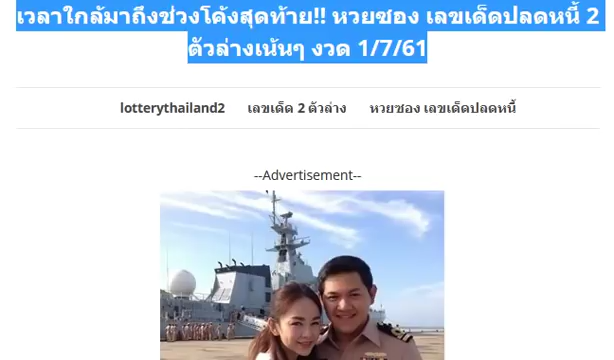 เวลาใกล้มาถึงช่วงโค้งสุดท้าย!! หวยซอง เลขเด็ดปลดหนี้ 2
ตัวล่างเน้นๆ งวด 1/7/61
lotterythailand2 เลขเด็ด 2 ตัวล่าง หวยซอง เลขเด็ดปลดหนี้
--Advertisement--